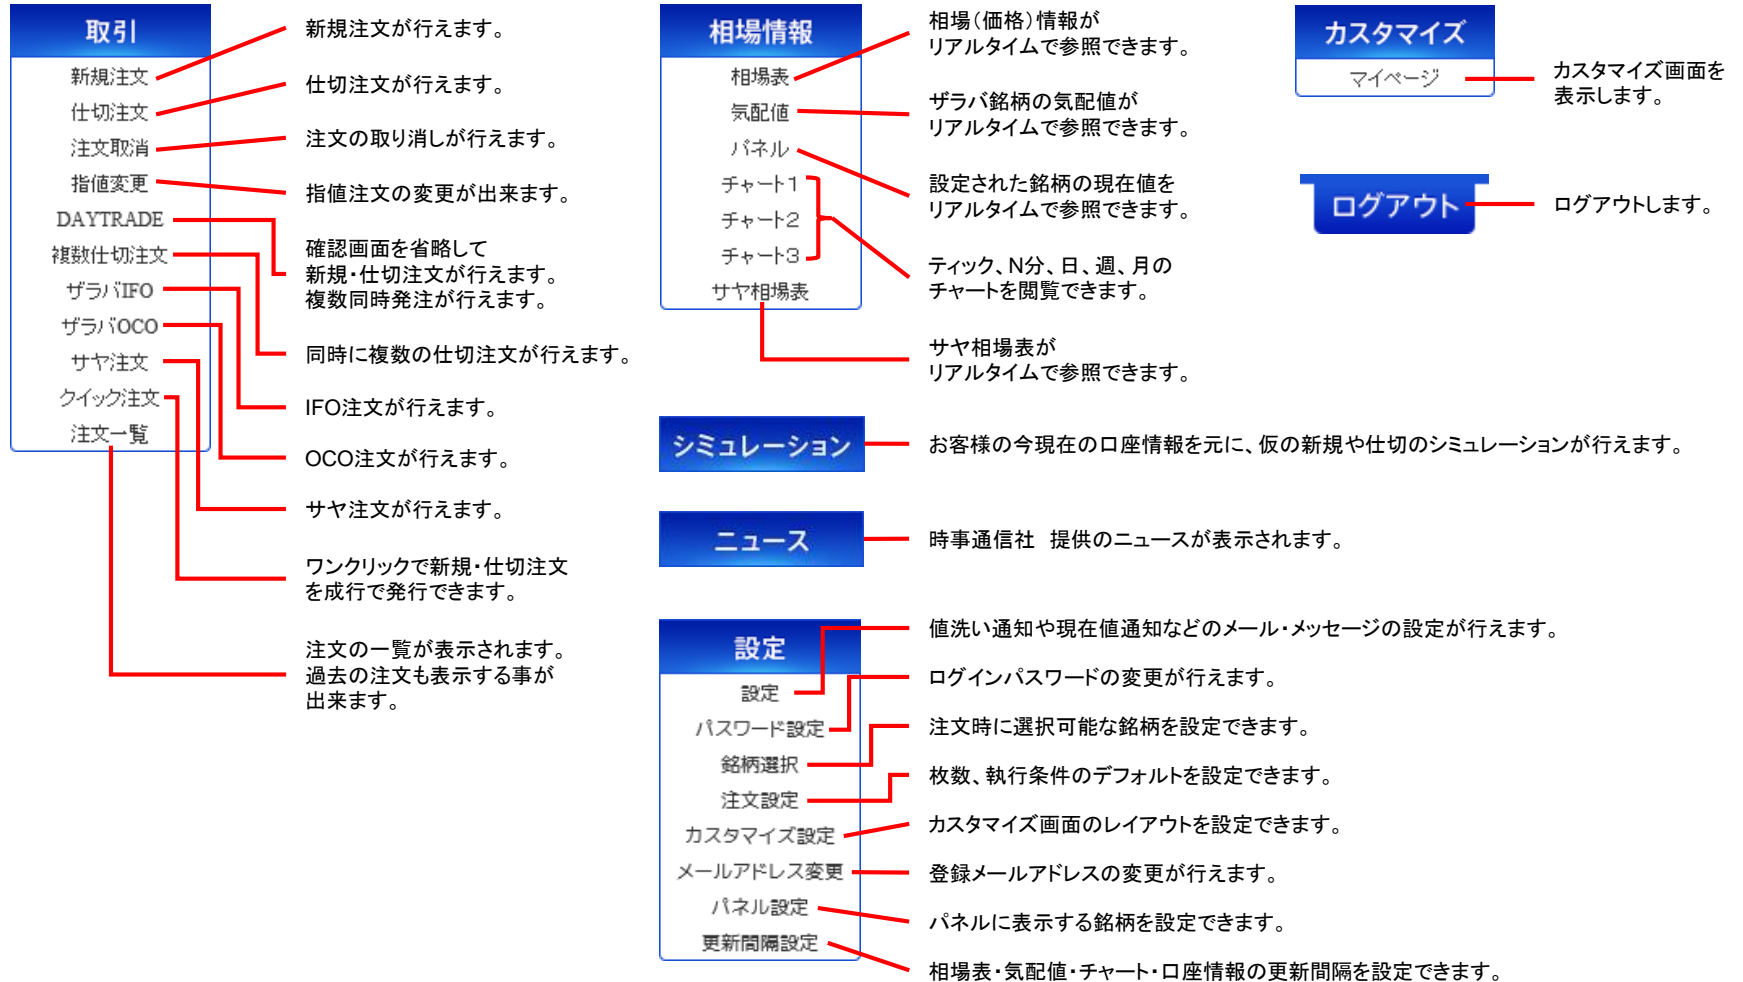 取引
新規注文
仕切注文
注文取消
指値変更
DAYTRADE
複数仕切注文
ザラバIFO
ザラバOCO
サヤ注文
クイック注文
注文一覧
新規注文が行えます。
仕切注文が行えます。
注文の取り消しが行えます。
指値注文の変更が出来ます。
確認画面を省略して
新規・仕切注文が行えます。
複数同時発注が行えます。
同時に複数の仕切注文が行えます。
IFO注文が行えます。
OCO注文が行えます。
サヤ注文が行えます。
ワンクリックで新規・仕切注文
を成行で発行できます。
注文の一覧が表示されます。
過去の注文も表示する事が
出来ます。
相場情報
相場表
気配値
パネル
チャート1
チャート2
チャート3
サヤ相場表
相場（価格）情報が
リアルタイムで参照できます。
ザラバ銘柄の気配値が
リアルタイムで参照できます。
設定された銘柄の現在値を
リアルタイムで参照できます。
ティック、N分、日、週、月の
チャートを閲覧できます。
サヤ相場表が
リアルタイムで参照できます。
シミュレーション
お客様の今現在の口座情報を元に、仮の新規や仕切のシミュレーションが行えます。
ニュース
時事通信社　提供のニュースが表示されます。
設定
設定
パスワード設定
銘柄選択
注文設定
カスタマイズ設定
メールアドレス変更
パネル設定
更新間隔設定
値洗い通知や現在値通知などのメール・メッセージの設定が行えます。
ログインパスワードの変更が行えます。
注文時に選択可能な銘柄を設定できます。
枚数、執行条件のデフォルトを設定できます。
カスタマイズ画面のレイアウトを設定できます。
登録メールアドレスの変更が行えます。
パネルに表示する銘柄を設定できます。
相場表・気配値・チャート・口座情報の更新間隔を設定できます。
カスタマイズ
マイページ
カスタマイズ画面を
表示します。
ログアウト
ログアウトします。